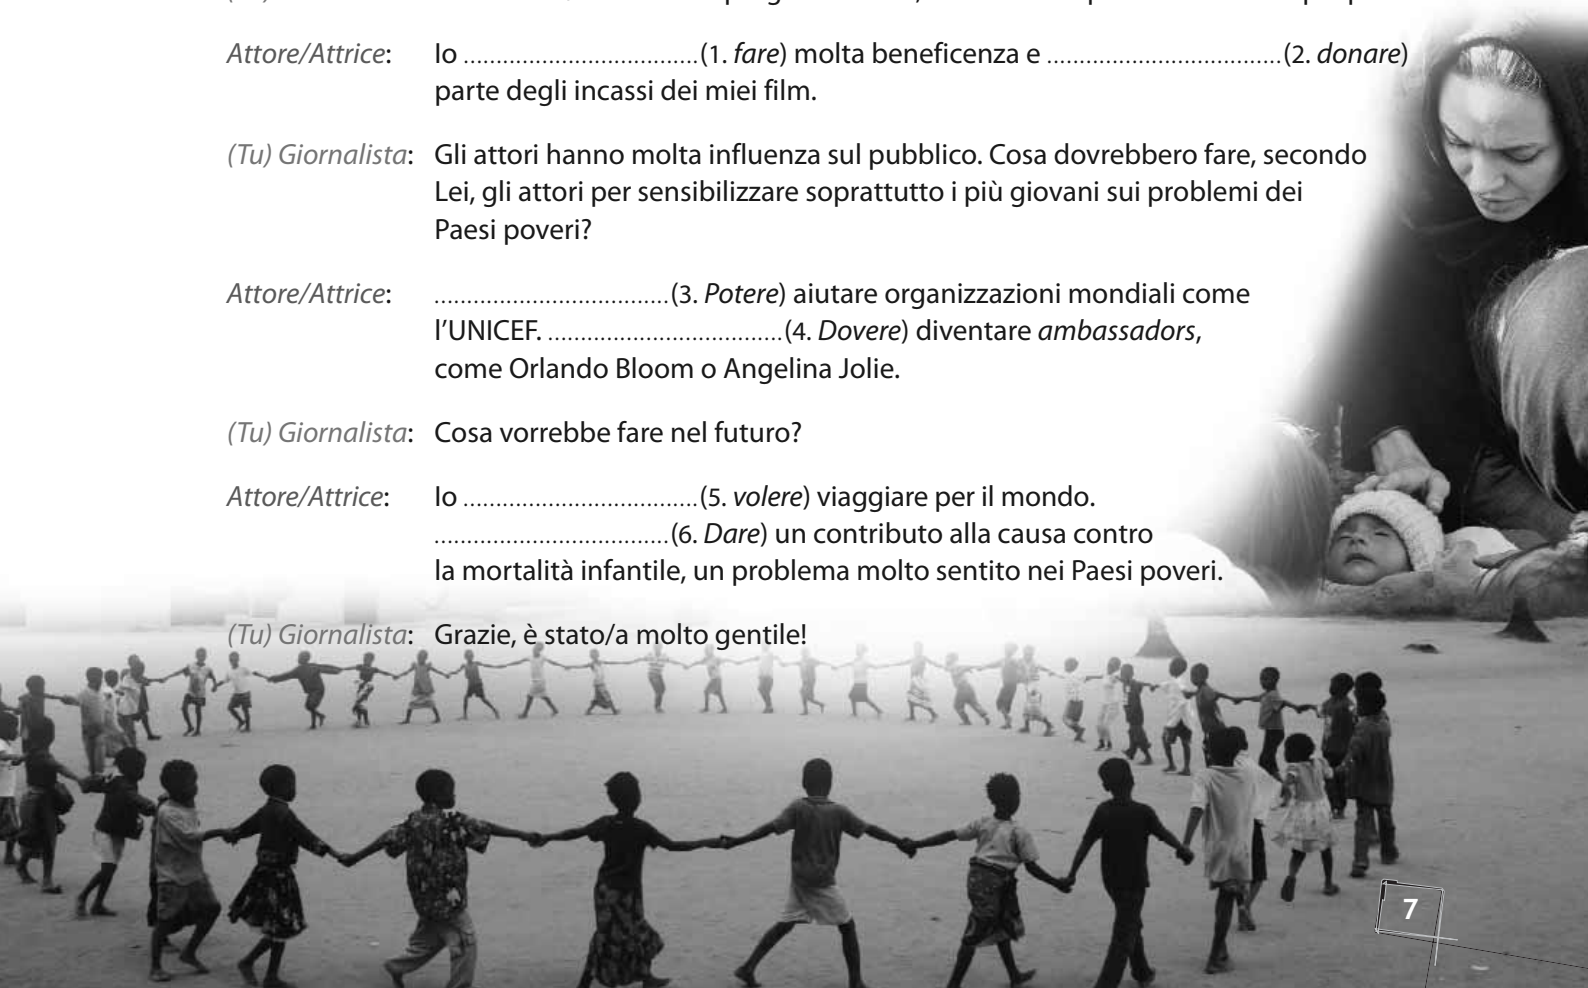 Attore/Attrice: Io ...................................(1. fare) molta beneficenza e ...................................(2. donare)
parte degli incassi dei miei film.
(Tu) Giornalista: Gli attori hanno molta influenza sul pubblico. Cosa dovrebbero fare, secondo
Lei, gli attori per sensibilizzare soprattutto i più giovani sui problemi dei
Paesi poveri?
Attore/Attrice: ...................................(3. Potere) aiutare organizzazioni mondiali come
l'UNICEF. ...................................(4. Dovere) diventare ambassadors,
come Orlando Bloom o Angelina Jolie.
(Tu) Giornalista: Cosa vorrebbe fare nel futuro?
Attore/Attrice: Io ...................................(5. volere) viaggiare per il mondo.
...................................(6. Dare) un contributo alla causa contro
la mortalità infantile, un problema molto sentito nei Paesi poveri.
(Tu) Giornalista: Grazie, è stato/a molto gentile!
7